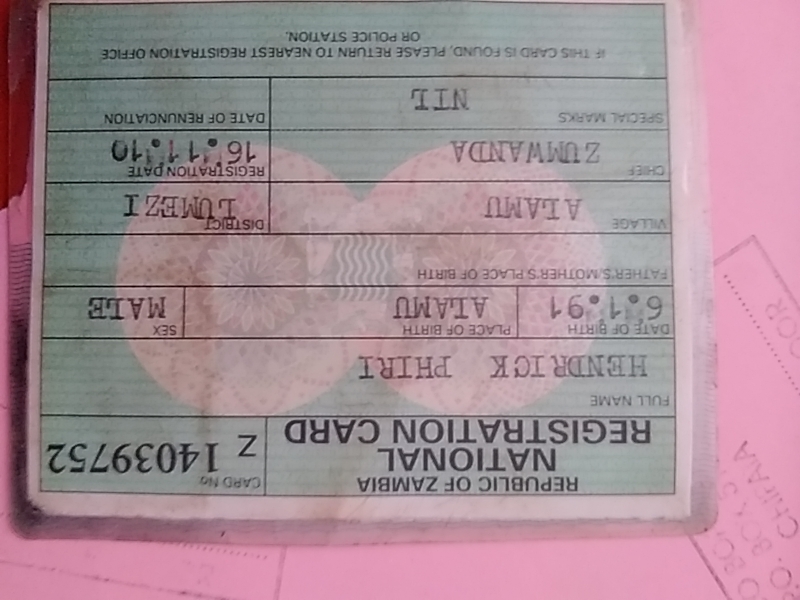 REPUBLIC OF ZAMBIA
NATIONAL
REGISTRATION CARD
CARD No
Z 14039752
FULL NAME
HENDRICK PHIRI
DATE OF BIRTH
6.1.91
PLACE OF BIRTH
ALAMU
SEX
MALE
FATHER'S/MOTHER'S PLACE OF BIRTH
VILLAGE
ALAMU
DISTRICT
LUMEZI
CHIEF
ZUMWANDA
REGISTRATION DATE
16.11.10
SPECIAL MARKS
NIL
DATE OF RENUNCIATION
IF THIS CARD IS FOUND, PLEASE RETURN TO NEAREST REGISTRATION OFFICE
OR POLICE STATION.